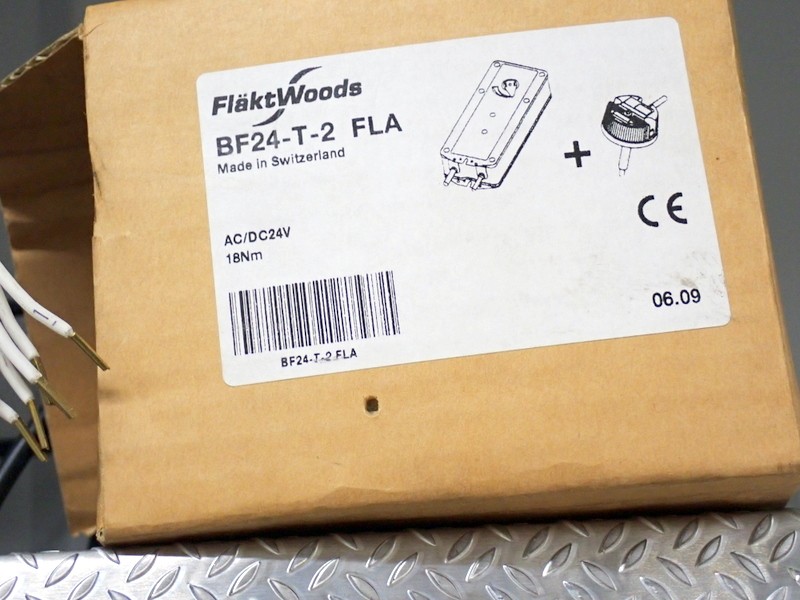 FläktWoods
BF24-T-2 FLA
Made in Switzerland
+
CE
AC/DC24V
18Nm
06.09
BF24-T-2 FLA